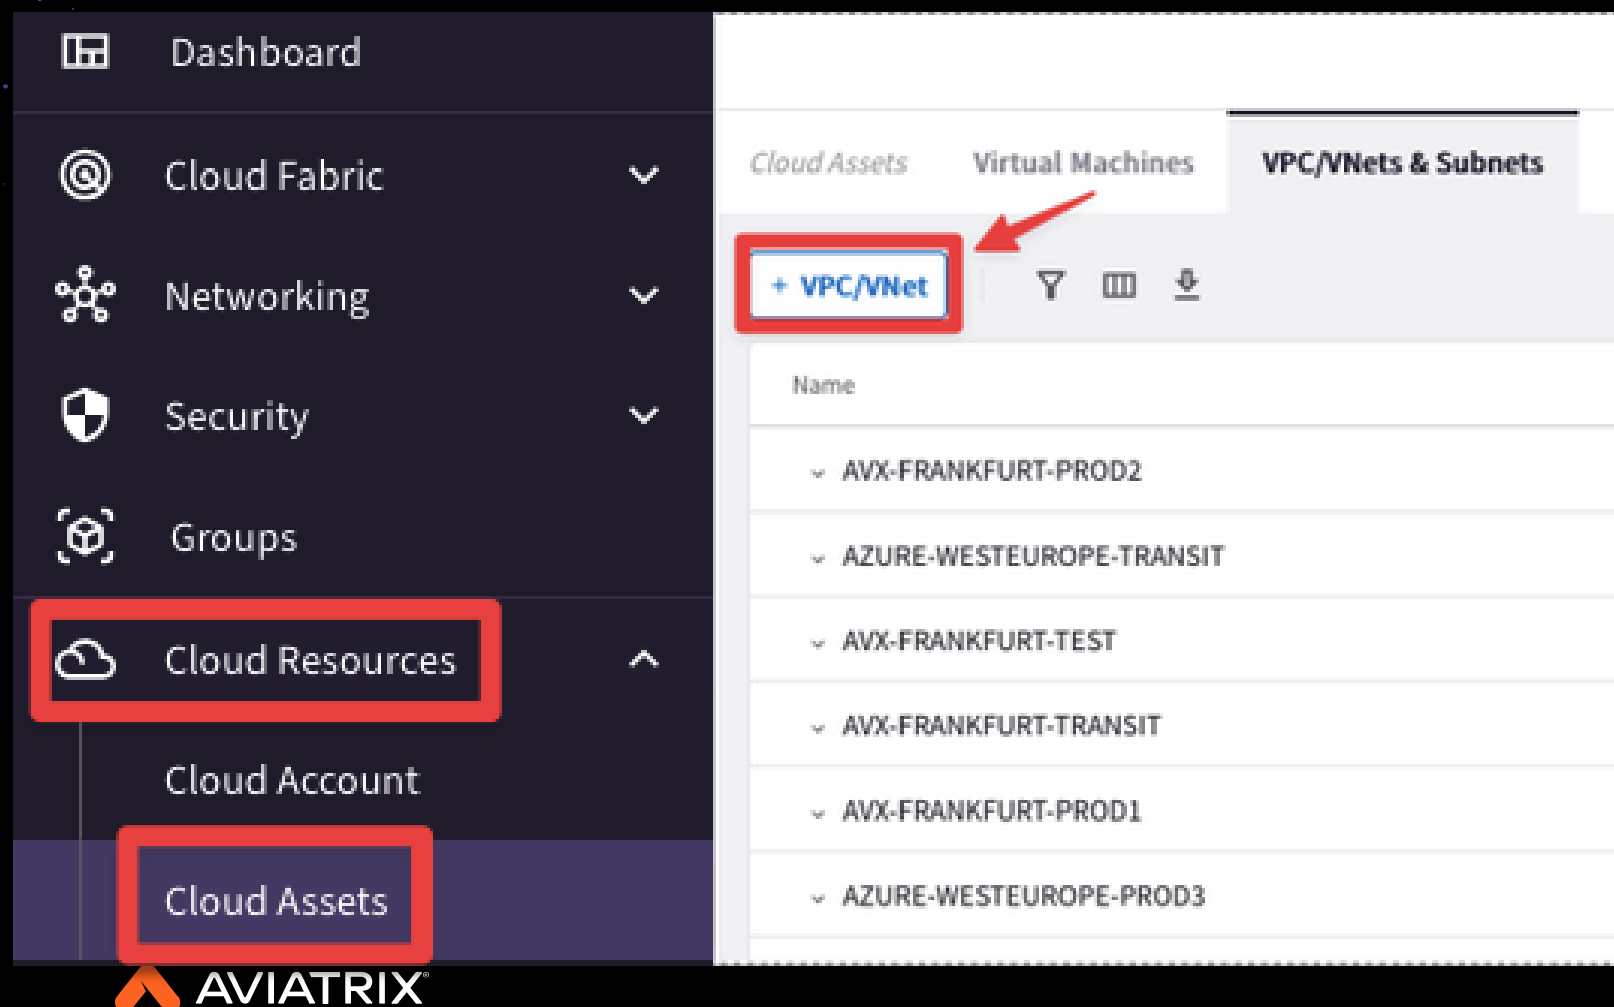 Dashboard
Cloud Fabric
Networking
Security
Groups
Cloud Resources
Cloud Account
Cloud Assets
Cloud Assets Virtual Machines VPC/VNets & Subnets
+ VPC/VNet
Name
AVX-FRANKFURT-PROD2
AZURE-WESTEUROPE-TRANSIT
AVX-FRANKFURT-TEST
AVX-FRANKFURT-TRANSIT
AVX-FRANKFURT-PROD1
AZURE-WESTEUROPE-PROD3
AVIATRIX